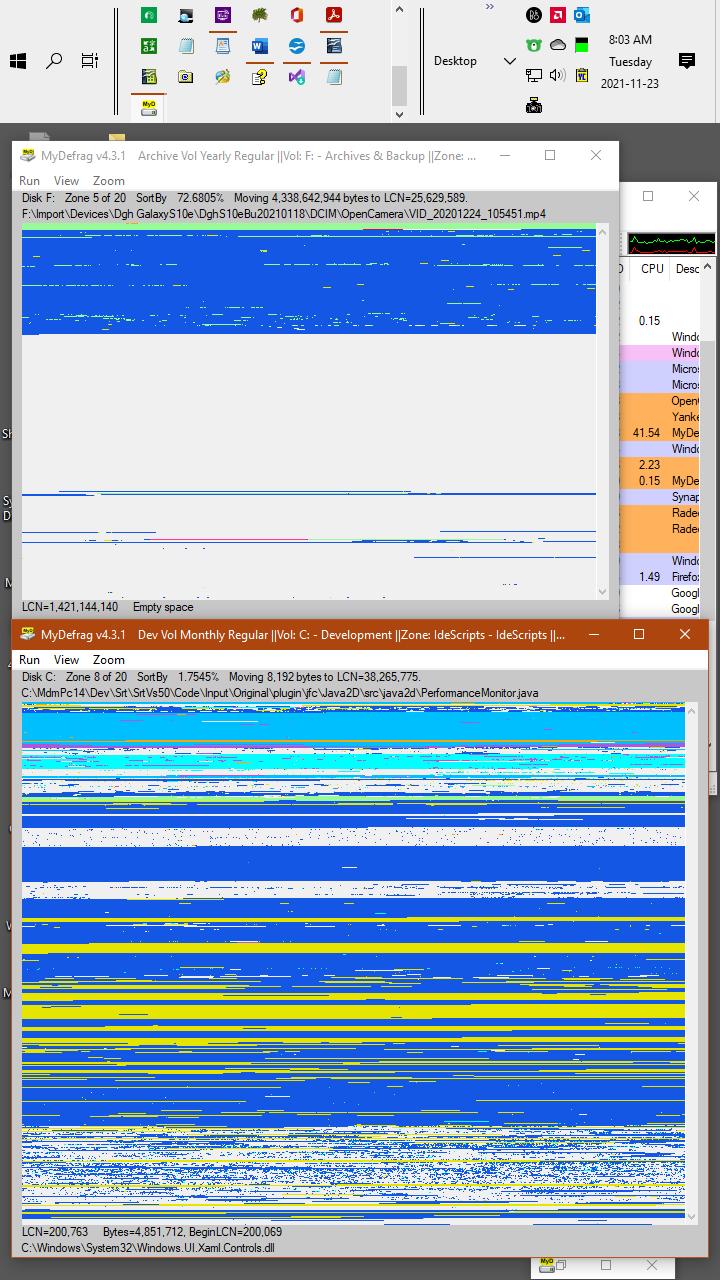 8:03 AM
Desktop
Tuesday
2021-11-23
MyDefrag v4.3.1 Archive Vol Yearly Regular ||Vol: F: - Archives & Backup ||Zone: ...
Run View Zoom
Disk F: Zone 5 of 20 SortBy 72.6805% Moving 4,338,642,944 bytes to LCN=25,629,589.
F:\Import\Devices\Dgh GalaxyS10e\DghS10eBu20210118\DCIM\OpenCamera\VID_20201224_105451.mp4
CPU Desc
0.15
Windo
Windo
Micros
Micros
Open
Yanke
41.54 MyDe
Windo
2.23
0.15 MyDe
Synap
Rade
Rade
Windo
1.49 Firefo
Googl
Googl
LCN=1,421,144,140 Empty space
MyDefrag v4.3.1 Dev Vol Monthly Regular ||Vol: C: - Development ||Zone: IdeScripts - IdeScripts ||...
Run View Zoom
Disk C: Zone 8 of 20 SortBy 1.7545% Moving 8,192 bytes to LCN=38,265,775.
C:\MdmPc14\Dev\Srt\SrtVs50\Code\Input\Original\plugin\jfc\Java2D\src\java2d\PerformanceMonitor.java
LCN=200,763 Bytes=4,851,712, BeginLCN=200,069
C:\Windows\System32\Windows.UI.Xaml.Controls.dll